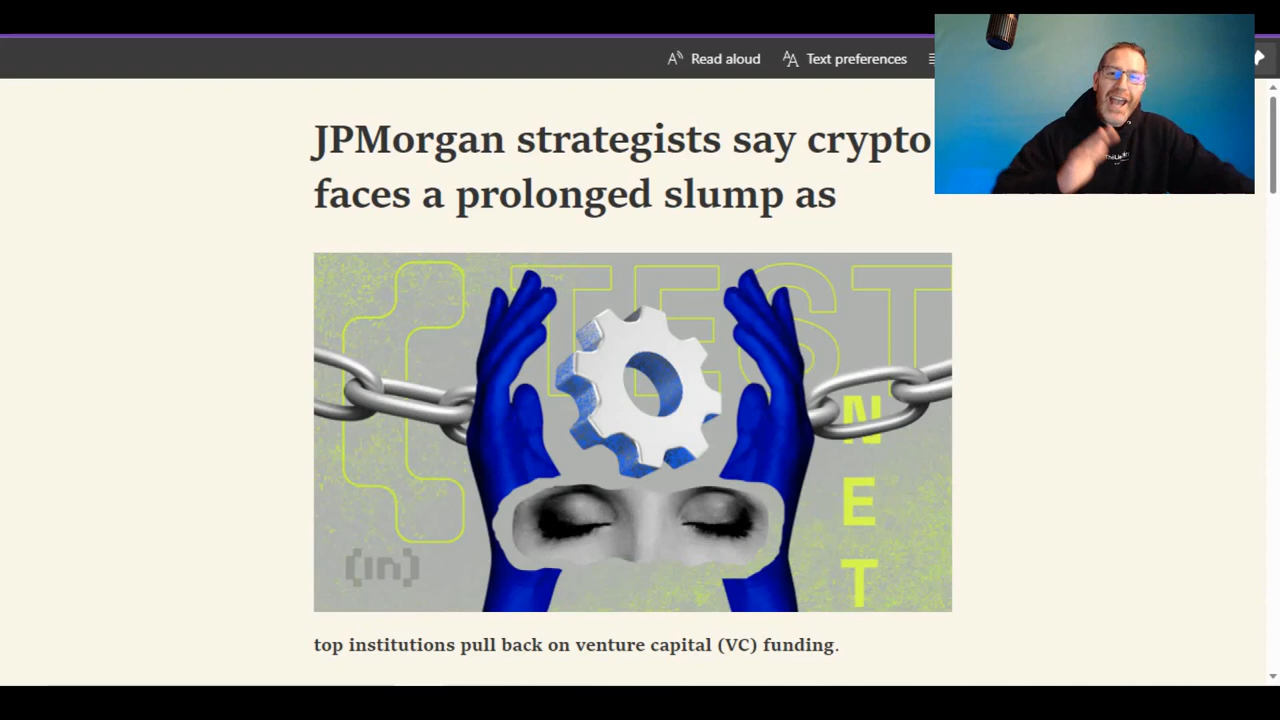 Read aloud
Text preferences
JPMorgan strategists say crypto
faces a prolonged slump as
TEST
NET
(in)
top institutions pull back on venture capital (VC) funding.